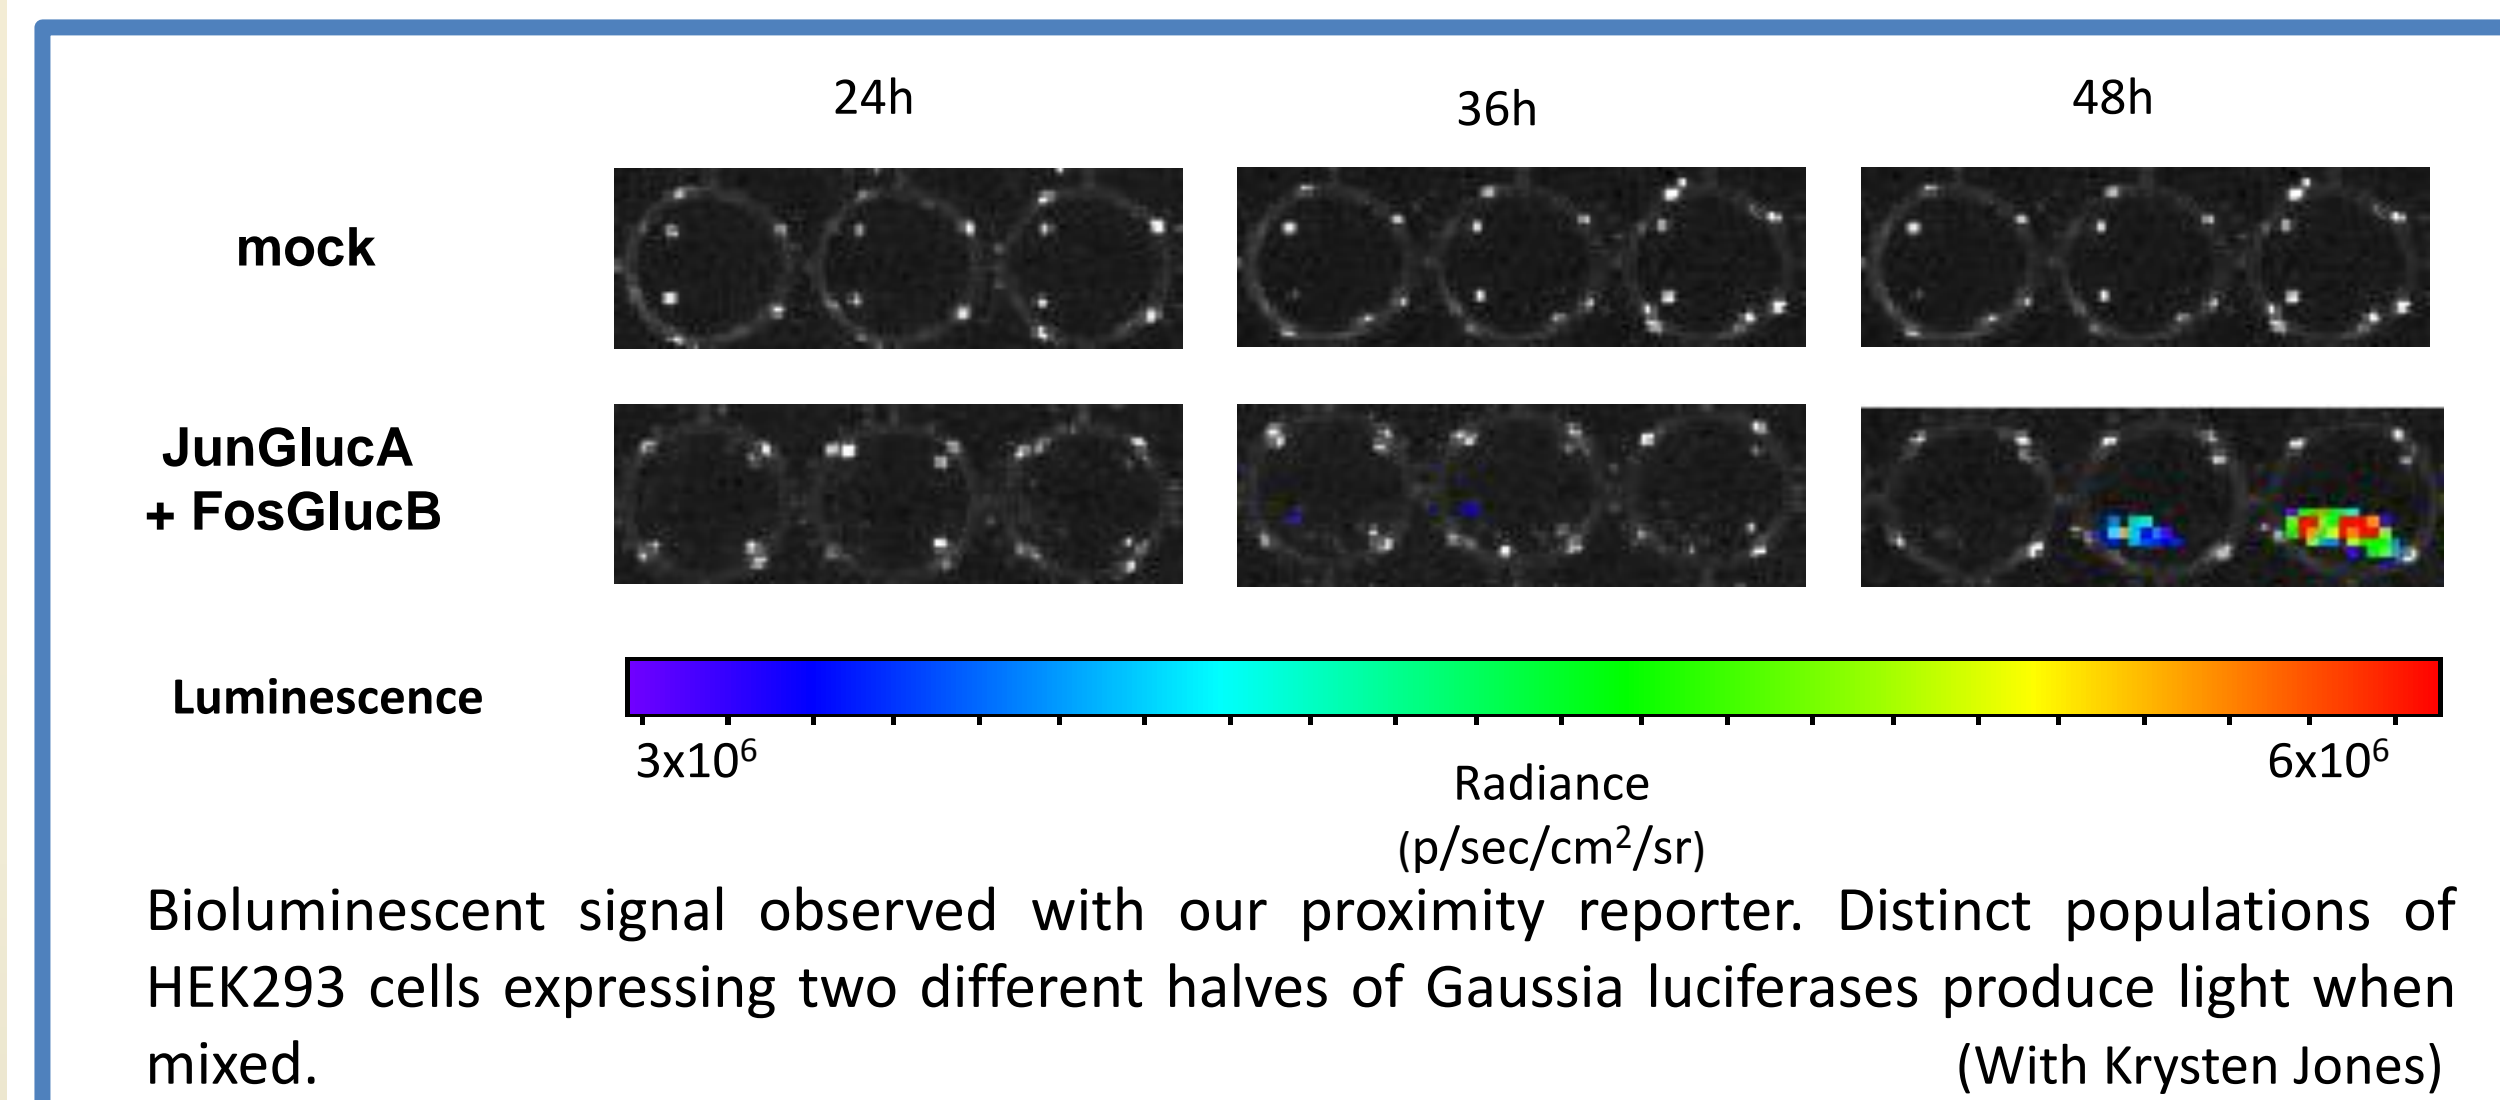 24h
36h
48h
mock
JunGlucA
+ FosGlucB
Luminescence
3x10⁶
6x10⁶
Radiance
(p/sec/cm²/sr)
Bioluminescent signal observed with our proximity reporter. Distinct populations of
HEK293 cells expressing two different halves of Gaussia luciferases produce light when
mixed.
(With Krysten Jones)